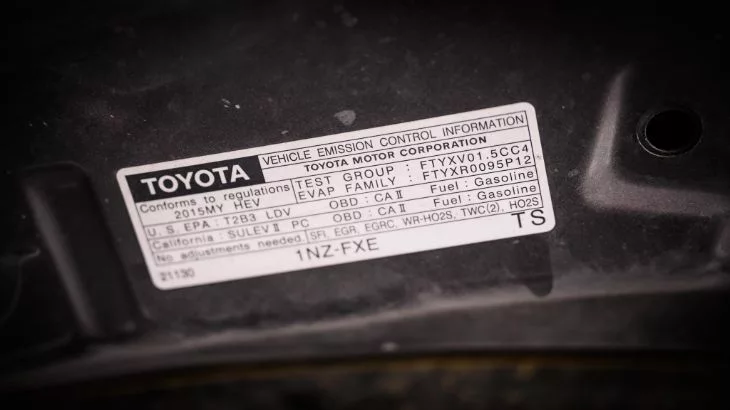 TOYOTA
VEHICLE EMISSION CONTROL INFORMATION
TOYOTA MOTOR CORPORATION
Conforms to regulations
2015MY HEV
TEST GROUP : FTYXV01.5CC4
EVAP FAMILY : FTYXR0095P12
U. S. EPA : T2B3 LDV OBD : CA II Fuel : Gasoline
California : SULEV II PC OBD : CA II Fuel : Gasoline
No adjustments needed. SFI, EGR, EGRC, WR-HO2S, TWC(2), HO2S
1NZ-FXE TS
21130